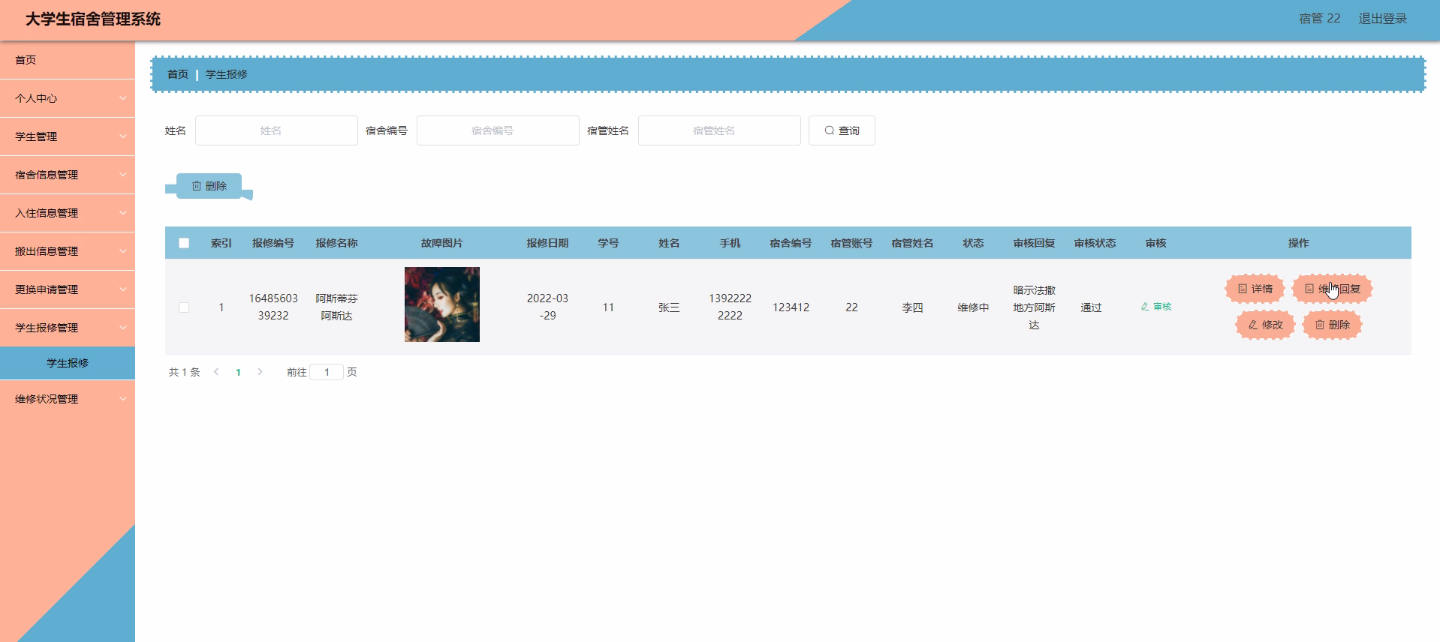 大学生宿舍管理系统
宿管 22 退出登录
首页
个人中心
学生管理
宿舍信息管理
入住信息管理
搬出信息管理
更换申请管理
学生报修管理
学生报修
维修状况管理
首页 学生报修
姓名 姓名 宿舍编号 宿舍编号 宿管姓名 宿管姓名 查询
删除
索引 报修编号 报修名称 故障图片 报修日期 学号 姓名 手机 宿舍编号 宿管账号 宿管姓名 状态 审核回复 审核状态 审核 操作
1
16485603
39232
阿斯蒂芬
阿斯达
2022-03
-29
11
张三
1392222
2222
123412
22
李四
维修中
暗示法撒
地方阿斯
达
通过
审核
详情 维修回复
修改 删除
共 1 条 1 前往 1 页